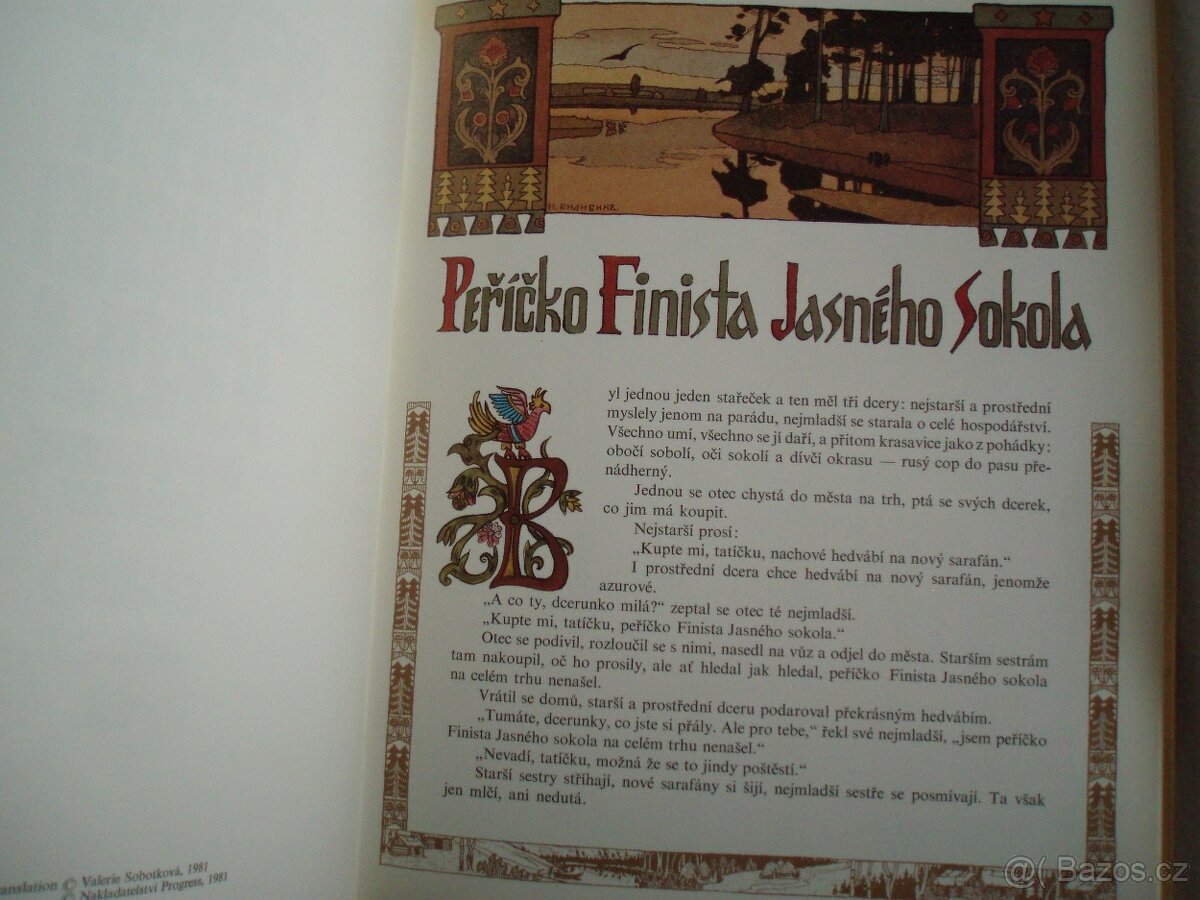 И. БИЛИБИНЪ
Peříčko Finista Jasného Sokola
B
yl jednou jeden stařeček a ten měl tři dcery: nejstarší a prostřední
myslely jenom na parádu, nejmladší se starala o celé hospodářství.
Všechno umí, všechno se jí daří, a přitom krasavice jako z pohádky:
obočí sobolí, oči sokolí a dívčí okrasu — rusý cop do pasu pře-
nádherný.
Jednou se otec chystá do města na trh, ptá se svých dcerek,
co jim má koupit.
Nejstarší prosí:
„Kupte mi, tatíčku, nachové hedvábí na nový sarafán.“
I prostřední dcera chce hedvábí na nový sarafán, jenomže
azurové.
„A co ty, dcerunko milá?“ zeptal se otec té nejmladší.
„Kupte mi, tatíčku, peříčko Finista Jasného sokola.“
Otec se podivil, rozloučil se s nimi, nasedl na vůz a odjel do města. Starším sestrám
tam nakoupil, oč ho prosily, ale ať hledal jak hledal, peříčko Finista Jasného sokola
na celém trhu nenašel.
Vrátil se domů, starší a prostřední dceru podaroval překrásným hedvábím.
„Tumáte, dcerunky, co jste si přály. Ale pro tebe,“ řekl své nejmladší, „jsem peříčko
Finista Jasného sokola na celém trhu nenašel.“
„Nevadí, tatíčku, možná že se to jindy poštěstí.“
Starší sestry stříhají, nové sarafány si šijí, nejmladší sestře se posmívají. Ta však
jen mlčí, ani nedutá.
anslation © Valerie Sobotková, 1981
© Nakladatelství Progress, 1981
@( Bazos.cz